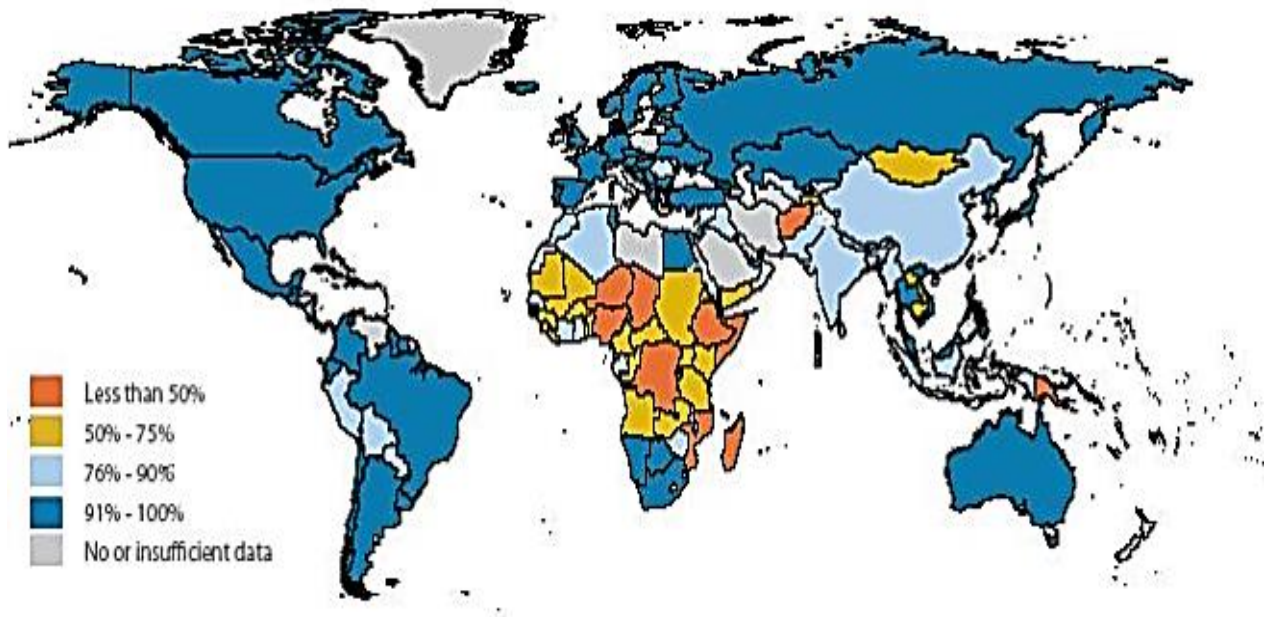 Less than 50%
50% - 75%
76% - 90%
91% - 100%
No or insufficient data